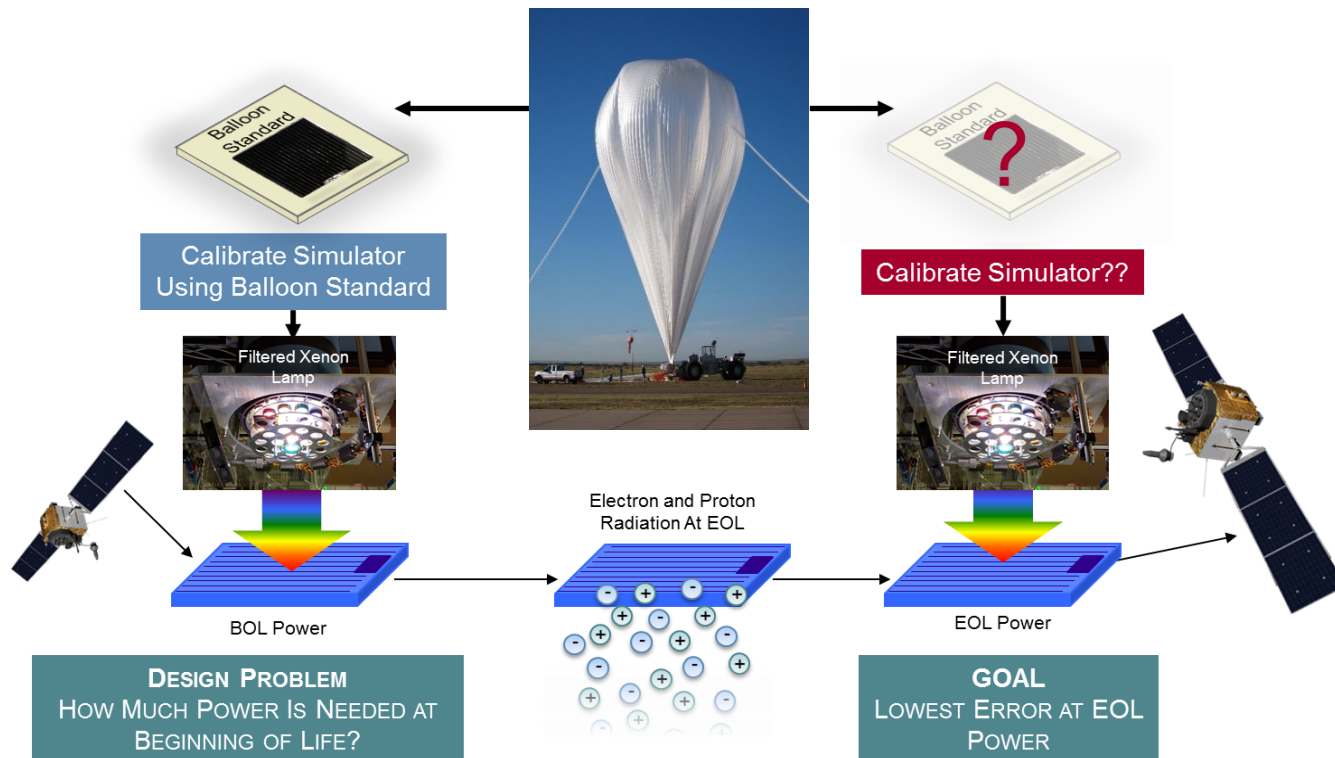 Balloon
Standard
Balloon
Standard
?
Calibrate Simulator
Using Balloon Standard
Calibrate Simulator??
Filtered Xenon
Lamp
Filtered Xenon
Lamp
Electron and Proton
Radiation At EOL
BOL Power
EOL Power
DESIGN PROBLEM
HOW MUCH POWER IS NEEDED AT
BEGINNING OF LIFE?
GOAL
LOWEST ERROR AT EOL
POWER